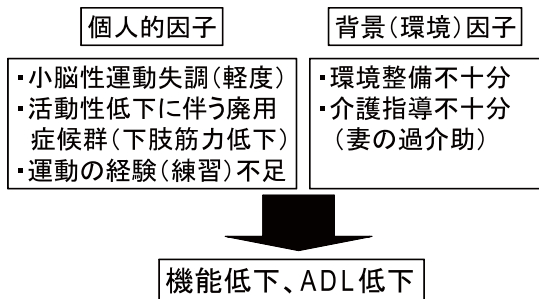 個人的因子
・小脳性運動失調(軽度)
・活動性低下に伴う廃用
症候群(下肢筋力低下)
・運動の経験(練習)不足
背景(環境)因子
・環境整備不十分
・介護指導不十分
(妻の過介助)
機能低下、ADL低下